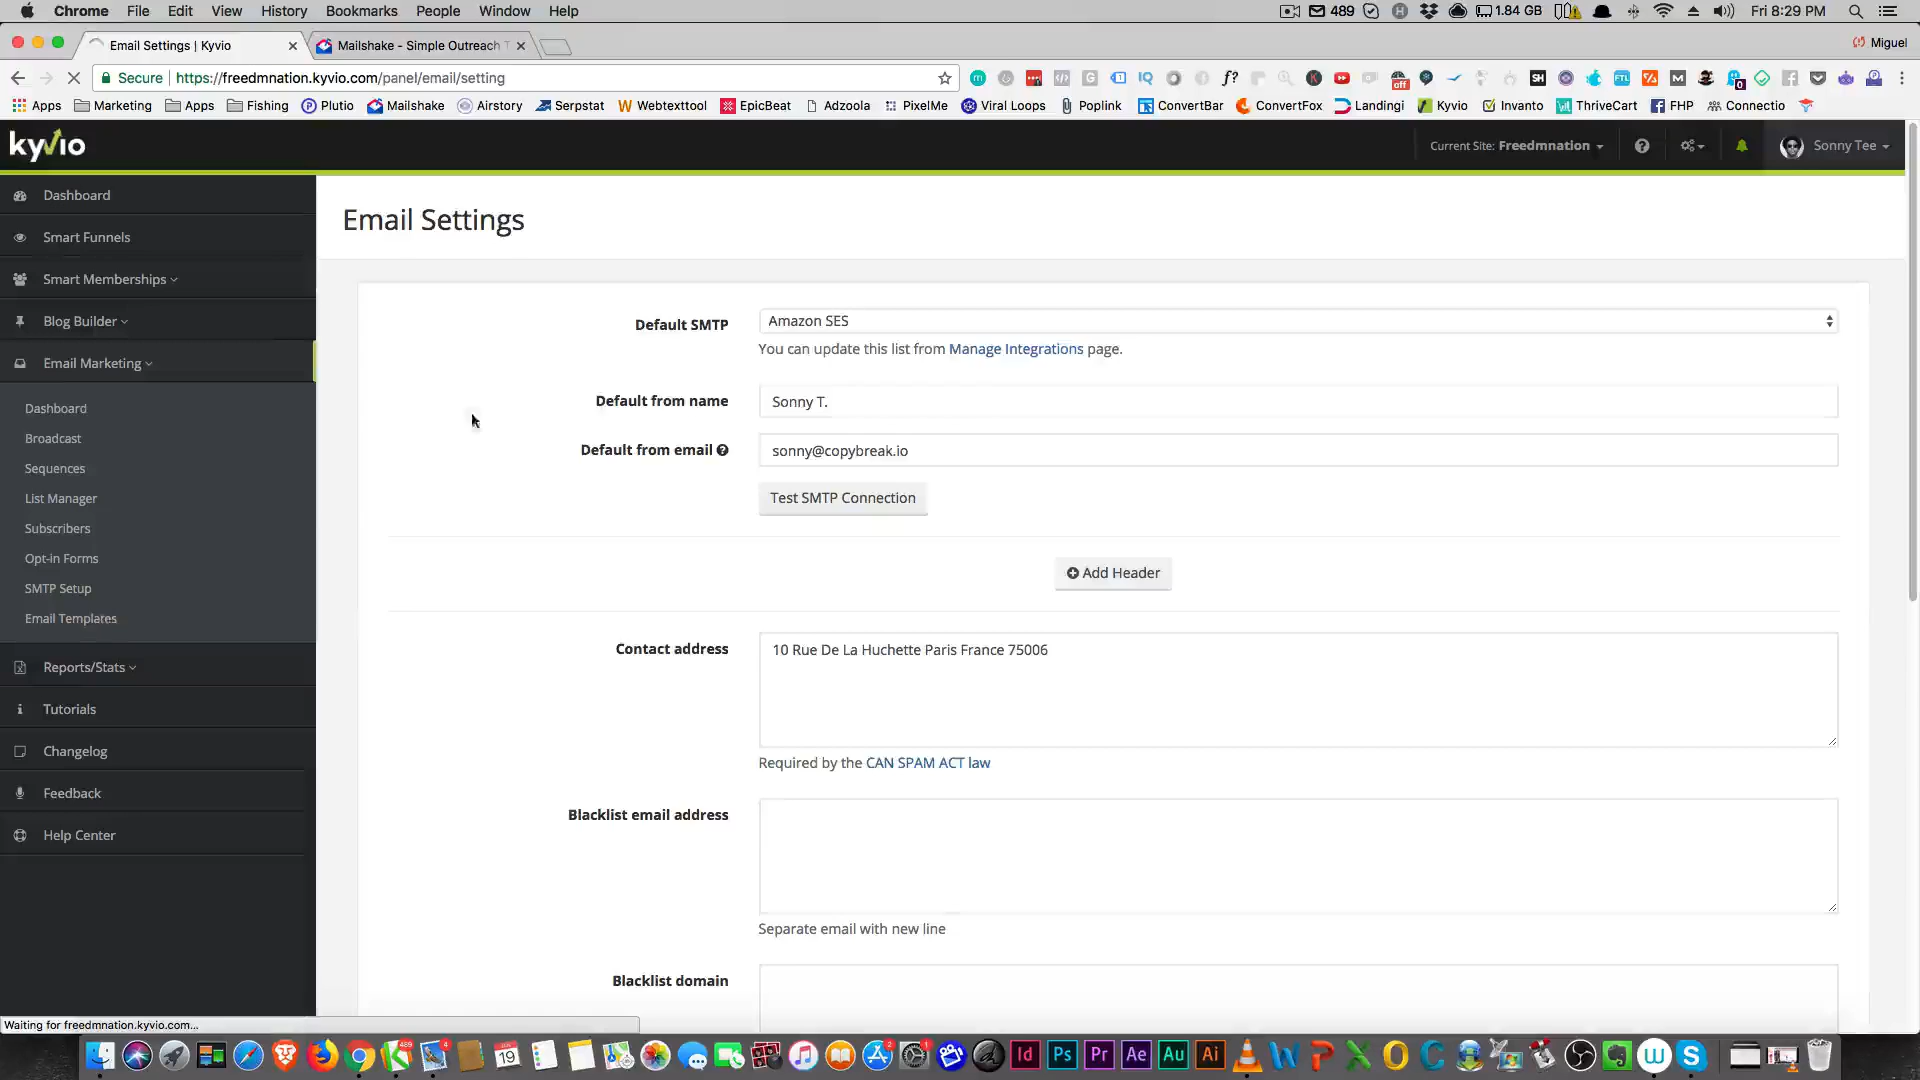 Chrome File Edit View History Bookmarks People Window Help 489 1.84 GB Fri 8:29 PM
Email Settings | Kyvio Mailshake - Simple Outreach Miguel
Secure https://freedmnation.kyvio.com/panel/email/setting
Apps Marketing Apps Fishing Plutio Mailshake Airstory Serpstat Webtexttool EpicBeat Adzoola PixelMe Viral Loops Poplink ConvertBar ConvertFox Landingi Kyvio Invanto ThriveCart FHP Connectio
kyvio
Current Site: Freedmnation
Sonny Tee
Dashboard
Smart Funnels
Smart Memberships
Blog Builder
Email Marketing
Dashboard
Broadcast
Sequences
List Manager
Subscribers
Opt-in Forms
SMTP Setup
Email Templates
Reports/Stats
Tutorials
Changelog
Feedback
Help Center
Email Settings
Default SMTP Amazon SES
You can update this list from Manage Integrations page.
Default from name Sonny T.
Default from email sonny@copybreak.io
Test SMTP Connection
Add Header
Contact address 10 Rue De La Huchette Paris France 75006
Required by the CAN SPAM ACT law
Blacklist email address
Separate email with new line
Blacklist domain
Waiting for freedmnation.kyvio.com...